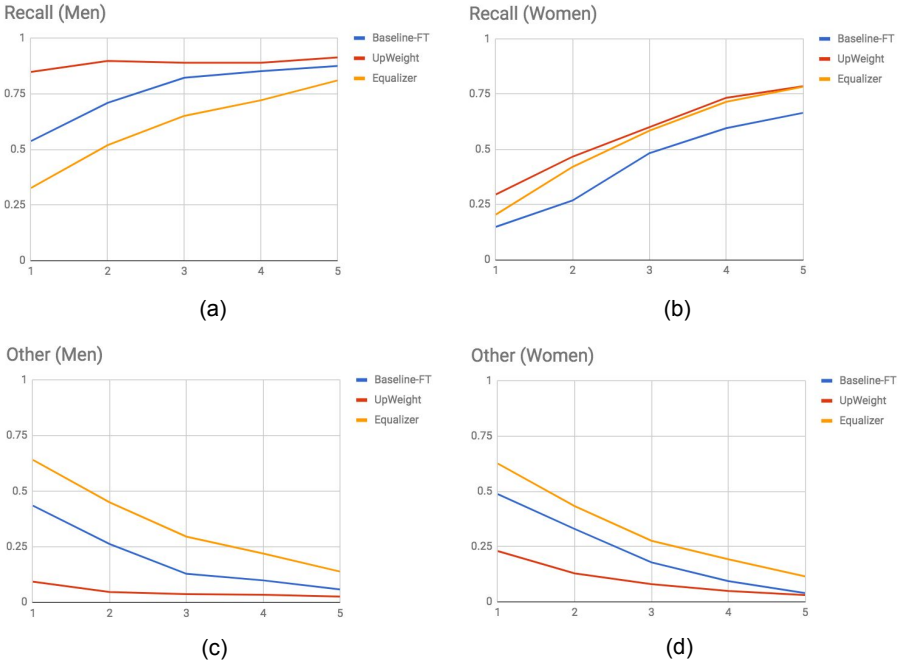 Recall (Men)
1
0.75
0.5
0.25
0
1 2 3 4 5
Baseline-FT
UpWeight
Equalizer
(a)
Recall (Women)
1
0.75
0.5
0.25
0
1 2 3 4 5
Baseline-FT
UpWeight
Equalizer
(b)
Other (Men)
1
0.75
0.5
0.25
0
1 2 3 4 5
Baseline-FT
UpWeight
Equalizer
(c)
Other (Women)
1
0.75
0.5
0.25
0
1 2 3 4 5
Baseline-FT
UpWeight
Equalizer
(d)